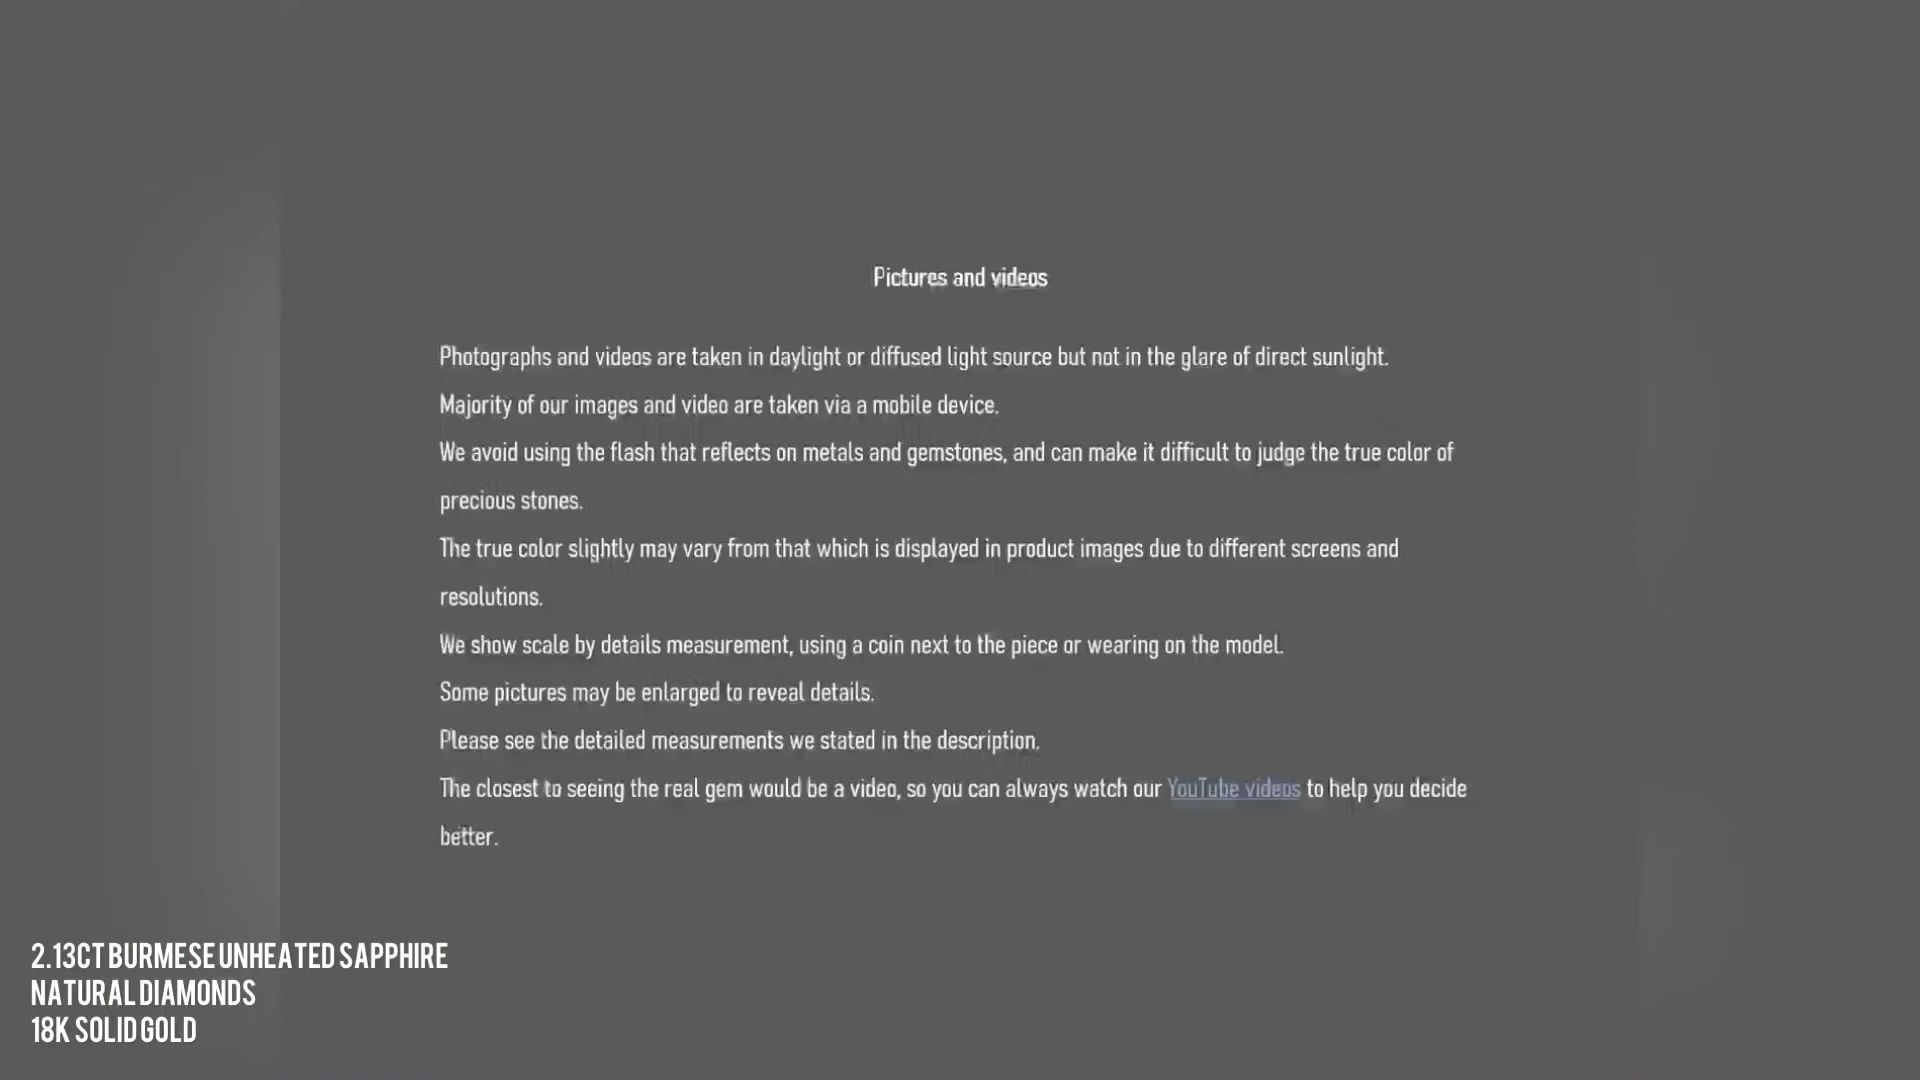 Pictures and videos
Photographs and videos are taken in daylight or diffused light source but not in the glare of direct sunlight.
Majority of our images and video are taken via a mobile device.
We avoid using the flash that reflects on metals and gemstones, and can make it difficult to judge the true color of
precious stones.
The true color slightly may vary from that which is displayed in product images due to different screens and
resolutions.
We show scale by details measurement, using a coin next to the piece or wearing on the model.
Some pictures may be enlarged to reveal details.
Please see the detailed measurements we stated in the description.
The closest to seeing the real gem would be a video, so you can always watch our YouTube videos to help you decide
better.
2.13CT BURMESE UNHEATED SAPPHIRE
NATURAL DIAMONDS
18K SOLID GOLD